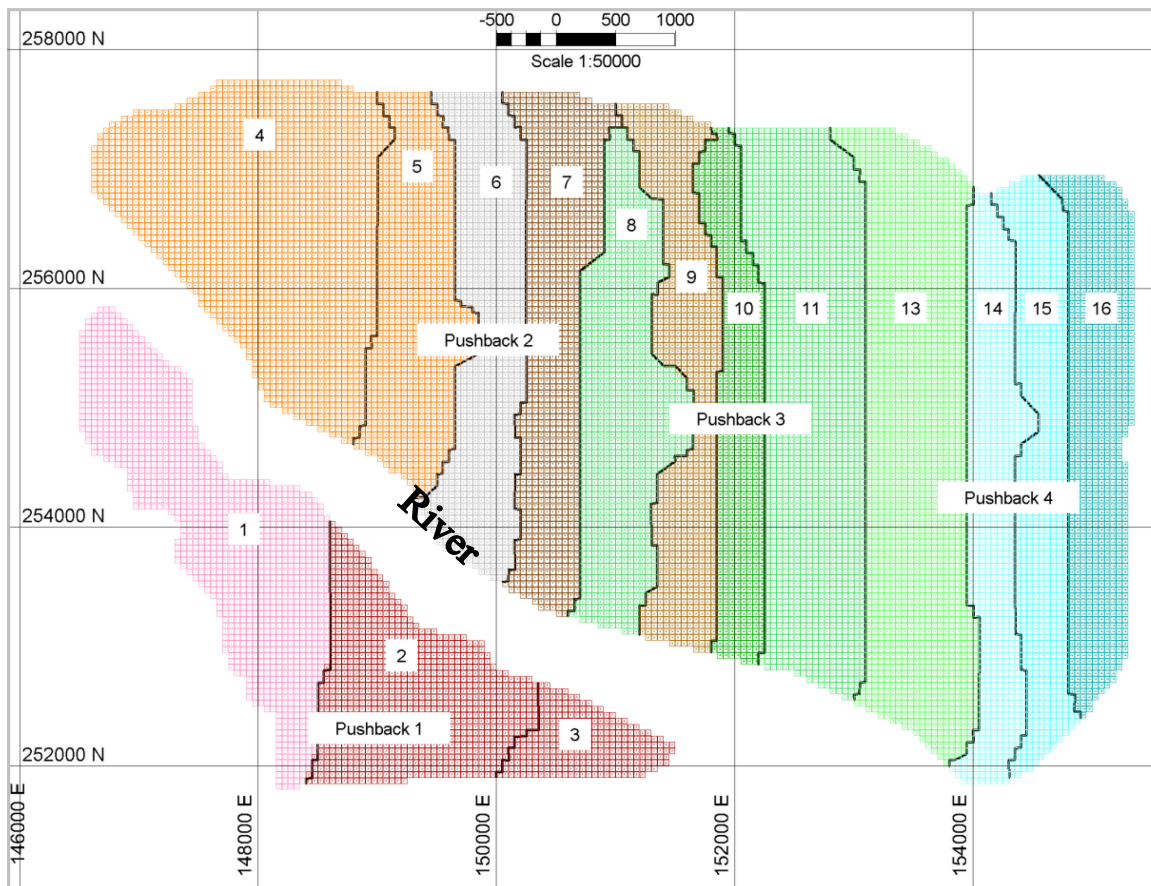 -500 0 500 1000
Scale 1:50000
258000 N
4
5
6
7
8
9
256000 N
10
11
13
14
15
16
Pushback 2
Pushback 3
Pushback 4
River
254000 N
1
2
Pushback 1
3
252000 N
146000 E
148000 E
150000 E
152000 E
154000 E